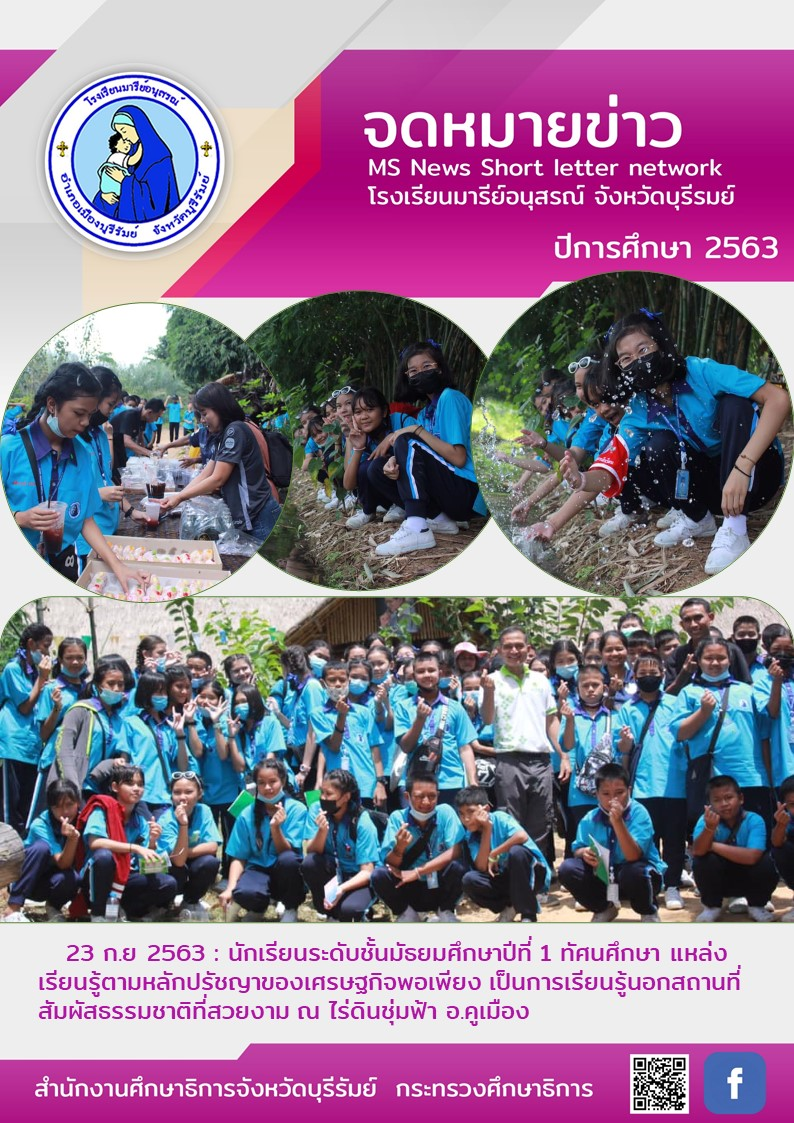 โรงเรียนมารีย์อนุสรณ์
อำเภอเมืองบุรีรัมย์ จังหวัดบุรีรัมย์
จดหมายข่าว
MS News Short letter network
โรงเรียนมารีย์อนุสรณ์ จังหวัดบุรีรมย์
ปีการศึกษา 2563
23 ก.ย 2563 : นักเรียนระดับชั้นมัธยมศึกษาปีที่ 1 ทัศนศึกษา แหล่ง
เรียนรู้ตามหลักปรัชญาของเศรษฐกิจพอเพียง เป็นการเรียนรู้นอกสถานที่
สัมผัสธรรมชาติที่สวยงาม ณ ไร่ดินชุ่มฟ้า อ.คูเมือง
สำนักงานศึกษาธิการจังหวัดบุรีรัมย์ กระทรวงศึกษาธิการ
f